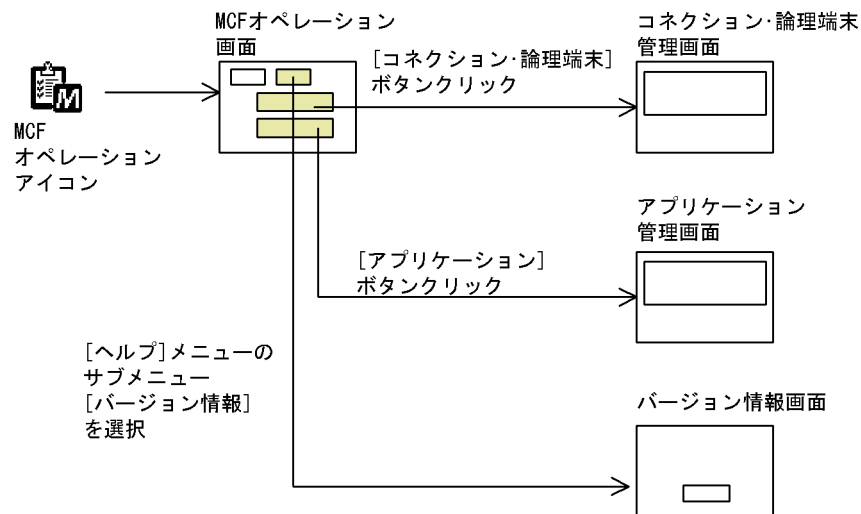 MCFオペレーション
画面
コネクション・論理端末
管理画面
[コネクション・論理端末]
ボタンクリック
M
MCF
オペレーション
アイコン
アプリケーション
管理画面
[アプリケーション]
ボタンクリック
[ヘルプ]メニューの
サブメニュー
[バージョン情報]
を選択
バージョン情報画面